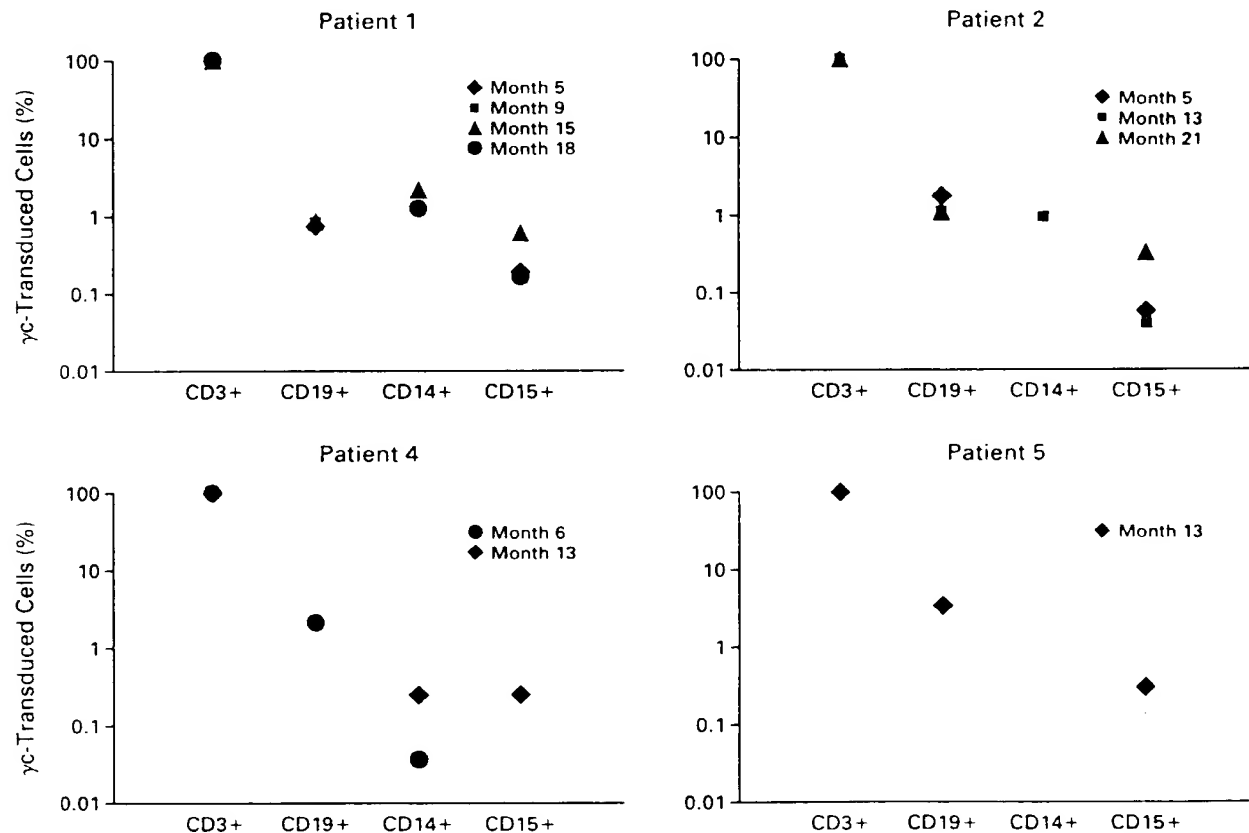 Patient 1
γc-Transduced Cells (%)
100
10
1
0.1
0.01
Month 5
Month 9
Month 15
Month 18
CD3+ CD19+ CD14+ CD15+
Patient 2
100
10
1
0.1
0.01
Month 5
Month 13
Month 21
CD3+ CD19+ CD14+ CD15+
Patient 4
γc-Transduced Cells (%)
100
10
1
0.1
0.01
Month 6
Month 13
CD3+ CD19+ CD14+ CD15+
Patient 5
100
10
1
0.1
0.01
Month 13
CD3+ CD19+ CD14+ CD15+